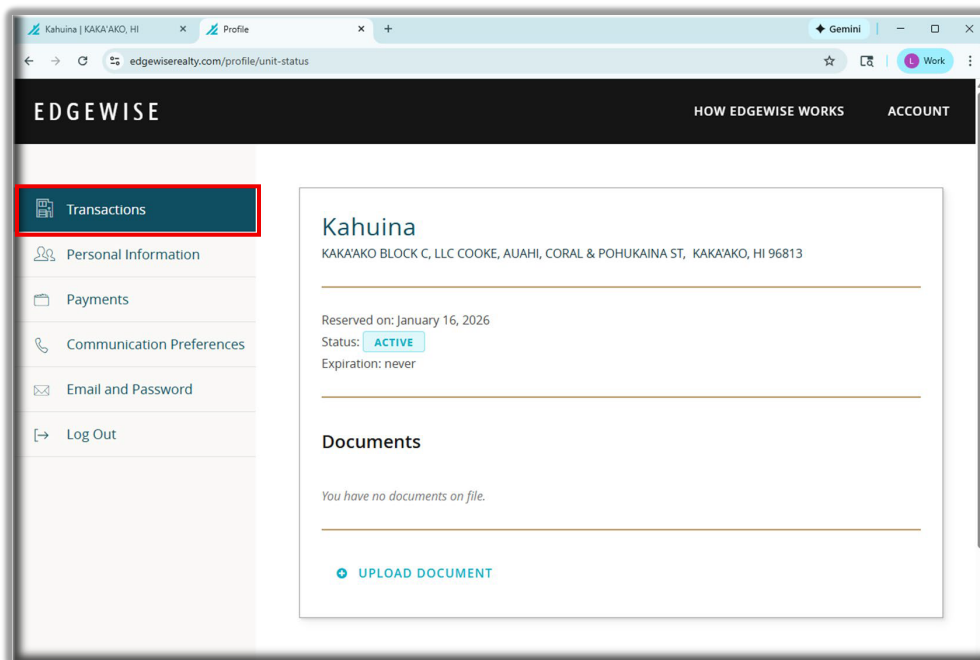 Kahuina | KAKA'AKO, HI
Profile
Gemini
edgewiserealty.com/profile/unit-status
L Work
EDGEWISE
HOW EDGEWISE WORKS
ACCOUNT
Transactions
Personal Information
Payments
Communication Preferences
Email and Password
Log Out
Kahuina
KAKA'AKO BLOCK C, LLC COOKE, AUAHI, CORAL & POHUKAINA ST, KAKA'AKO, HI 96813
Reserved on: January 16, 2026
Status: ACTIVE
Expiration: never
Documents
You have no documents on file.
UPLOAD DOCUMENT